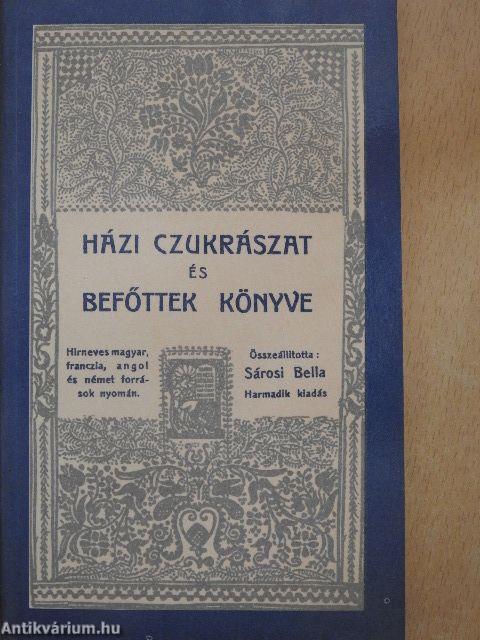 HÁZI CZUKRÁSZAT
ÉS
BEFŐTTEK KÖNYVE
Hirneves magyar,
franczia, angol
és német forrá-
sok nyomán.
Összeállitotta:
Sárosi Bella
Harmadik kiadás
Antikvárium.hu